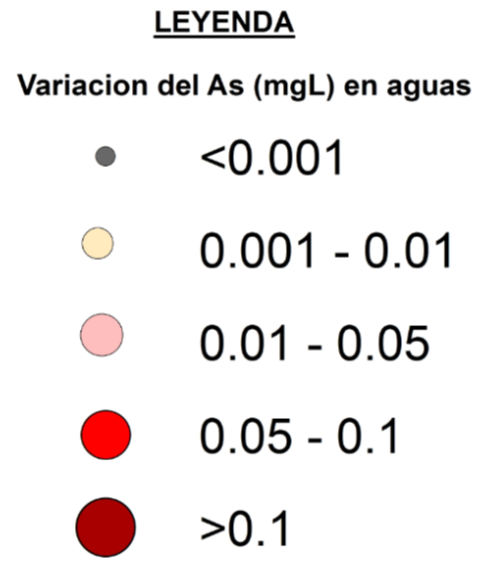 LEYENDA
Variacion del As (mgL) en aguas
<0.001
0.001 - 0.01
0.01 - 0.05
0.05 - 0.1
>0.1